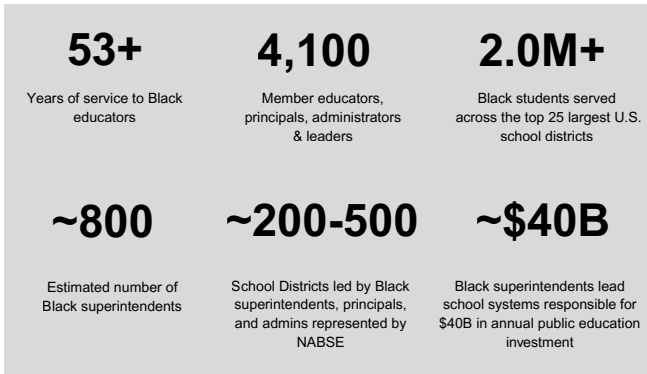 53+
Years of service to Black
educators
4,100
Member educators,
principals, administrators
& leaders
2.0M+
Black students served
across the top 25 largest U.S.
school districts
~800
Estimated number of
Black superintendents
~200-500
School Districts led by Black
superintendents, principals,
and admins represented by
NABSE
~$40B
Black superintendents lead
school systems responsible for
$40B in annual public education
investment